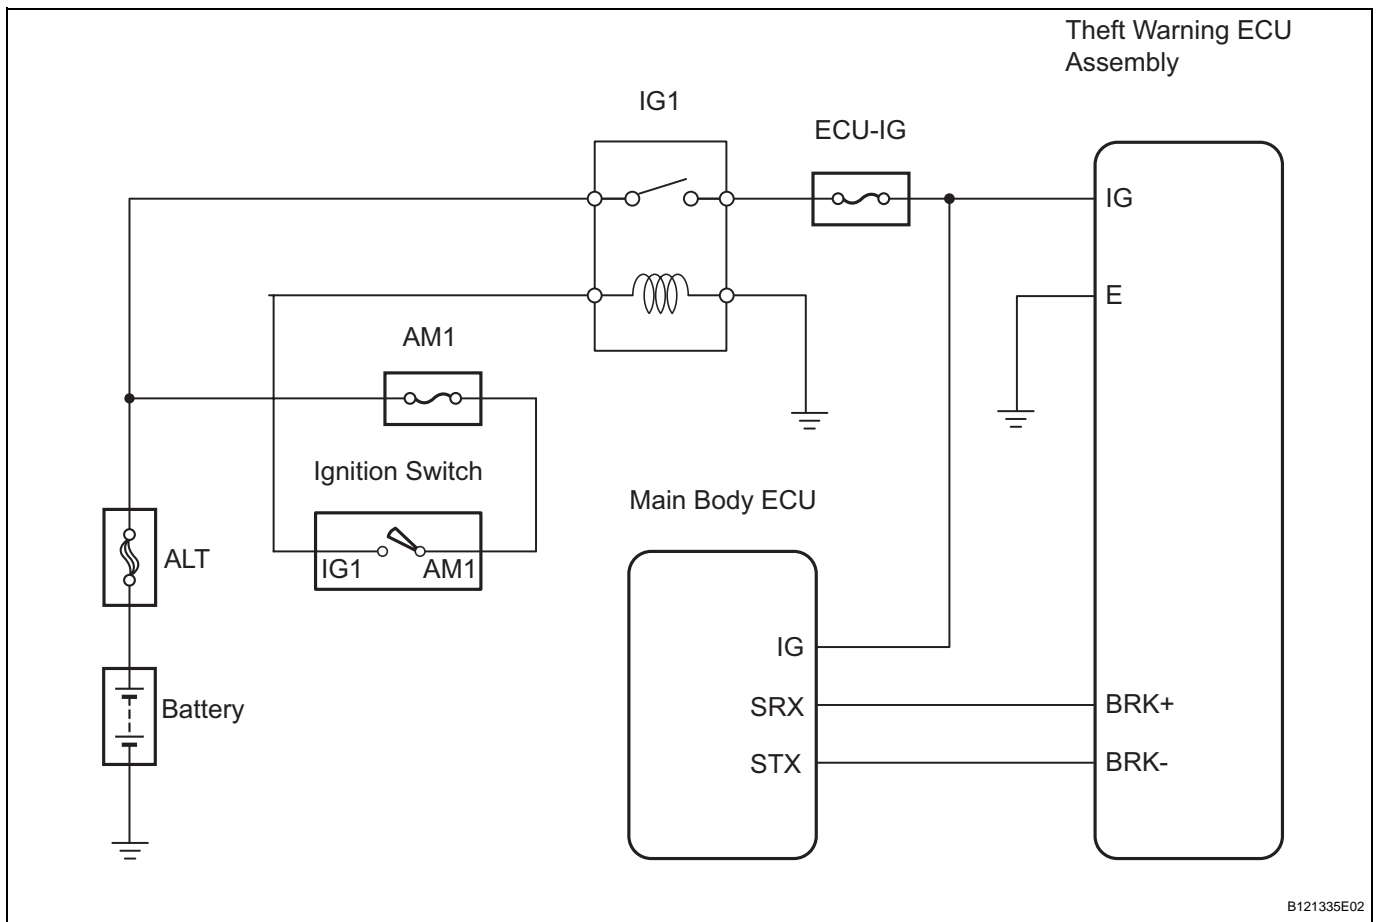 Theft Warning ECU
Assembly
IG1
ECU-IG
IG
E
AM1
Ignition Switch
IG1 AM1
Main Body ECU
ALT
IG
SRX
BRK+
Battery
STX
BRK-
B121335E02